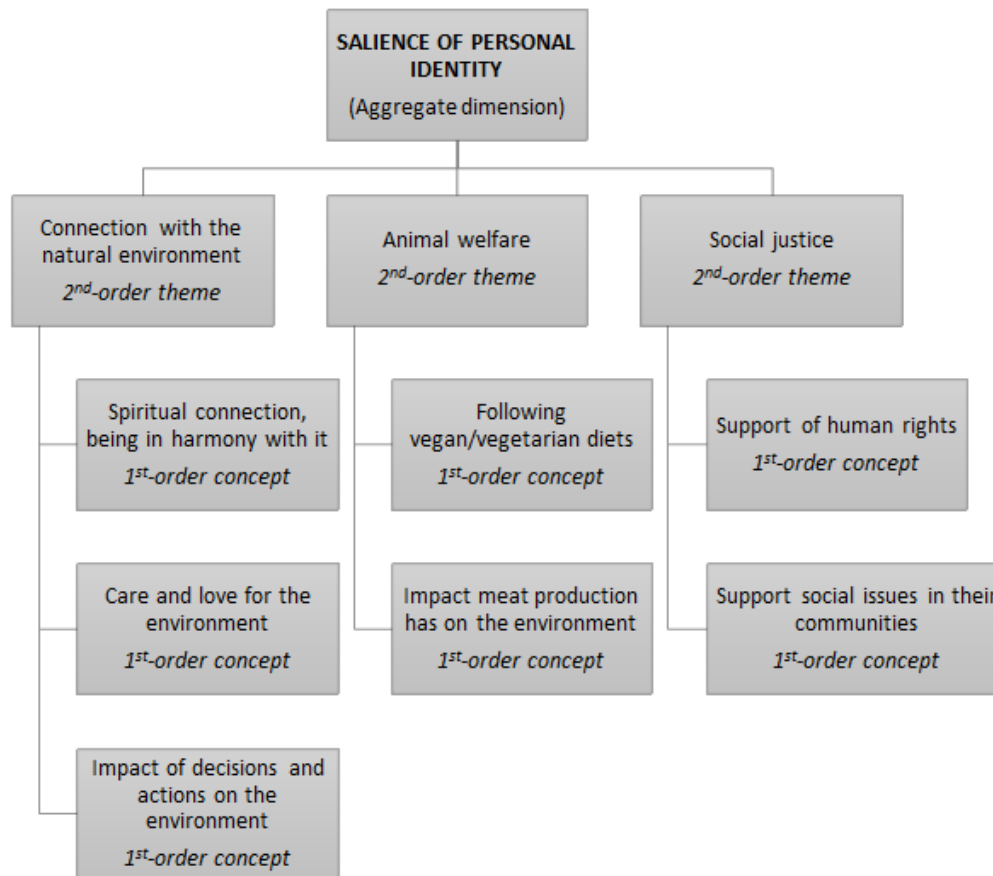 SALIENCE OF PERSONAL
IDENTITY
(Aggregate dimension)
Connection with the
natural environment
2nd-order theme
Spiritual connection,
being in harmony with it
1st-order concept
Care and love for the
environment
1st-order concept
Impact of decisions and
actions on the
environment
1st-order concept
Animal welfare
2nd-order theme
Following
vegan/vegetarian diets
1st-order concept
Impact meat production
has on the environment
1st-order concept
Social justice
2nd-order theme
Support of human rights
1st-order concept
Support social issues in their
communities
1st-order concept